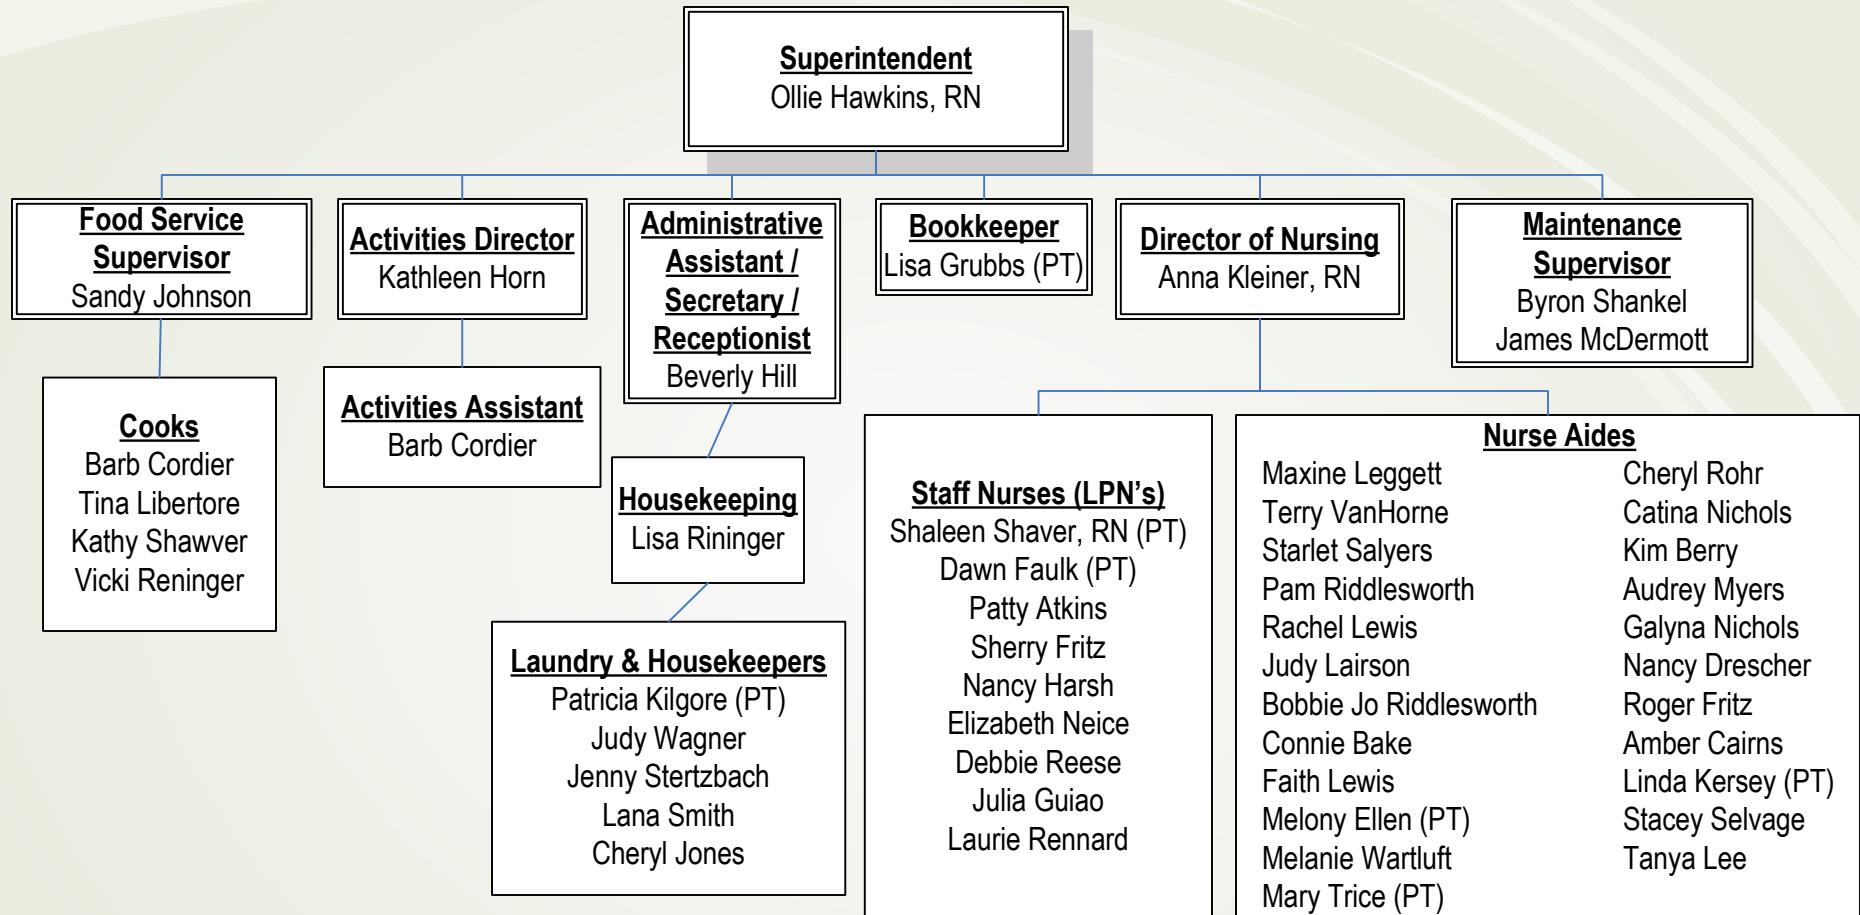 Superintendent
Ollie Hawkins, RN
Food Service
Supervisor
Sandy Johnson
Activities Director
Kathleen Horn
Administrative
Assistant /
Secretary /
Receptionist
Beverly Hill
Bookkeeper
Lisa Grubbs (PT)
Director of Nursing
Anna Kleiner, RN
Maintenance
Supervisor
Byron Shankel
James McDermott
Cooks
Barb Cordier
Tina Libertore
Kathy Shawver
Vicki Reninger
Activities Assistant
Barb Cordier
Housekeeping
Lisa Rininger
Laundry & Housekeepers
Patricia Kilgore (PT)
Judy Wagner
Jenny Stertzbach
Lana Smith
Cheryl Jones
Staff Nurses (LPN’s)
Shaleen Shaver, RN (PT)
Dawn Faulk (PT)
Patty Atkins
Sherry Fritz
Nancy Harsh
Elizabeth Neice
Debbie Reese
Julia Guiao
Laurie Rennard
Nurse Aides
Maxine Leggett
Terry VanHorne
Starlet Salyers
Pam Riddlesworth
Rachel Lewis
Judy Lairson
Bobbie Jo Riddlesworth
Connie Bake
Faith Lewis
Melony Ellen (PT)
Melanie Wartluft
Mary Trice (PT)
Cheryl Rohr
Catina Nichols
Kim Berry
Audrey Myers
Galyna Nichols
Nancy Drescher
Roger Fritz
Amber Cairns
Linda Kersey (PT)
Stacey Selvage
Tanya Lee